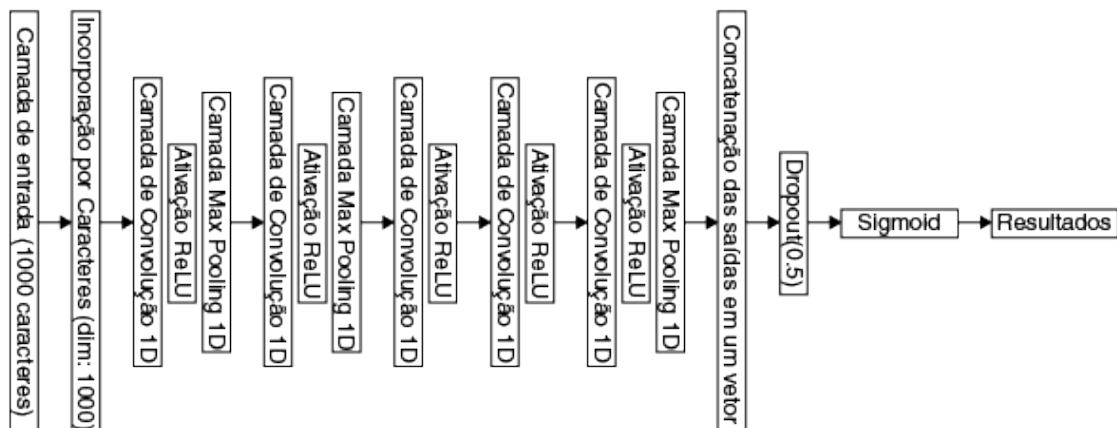 Camada de entrada (1000 caracteres)
Incorporação por Caracteres (dim: 1000)
Camada de Convolução 1D
Ativação ReLU
Camada Max Pooling 1D
Camada de Convolução 1D
Ativação ReLU
Camada Max Pooling 1D
Camada de Convolução 1D
Ativação ReLU
Camada de Convolução 1D
Ativação ReLU
Camada de Convolução 1D
Ativação ReLU
Camada Max Pooling 1D
Concatenação das saídas em um vetor
Dropout(0.5)
Sigmoid
Resultados